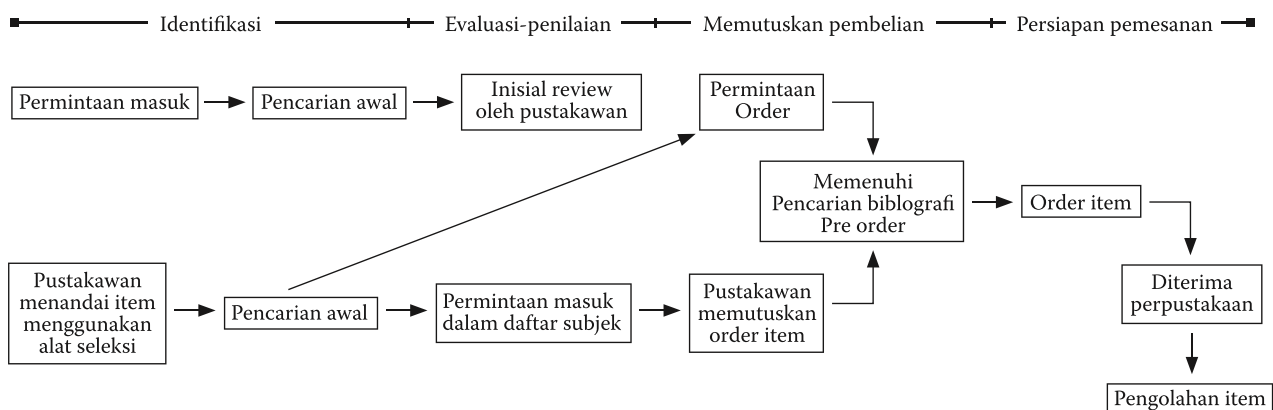 Identifikasi
Evaluasi-penilaian
Memutuskan pembelian
Persiapan pemesanan
Permintaan masuk
Pencarian awal
Inisial review
oleh pustakawan
Permintaan
Order
Memenuhi
Pencarian biblografi
Pre order
Order item
Pustakawan
menandai item
menggunakan
alat seleksi
Pencarian awal
Permintaan masuk
dalam daftar subjek
Pustakawan
memutuskan
order item
Diterima
perpustakaan
Pengolahan item